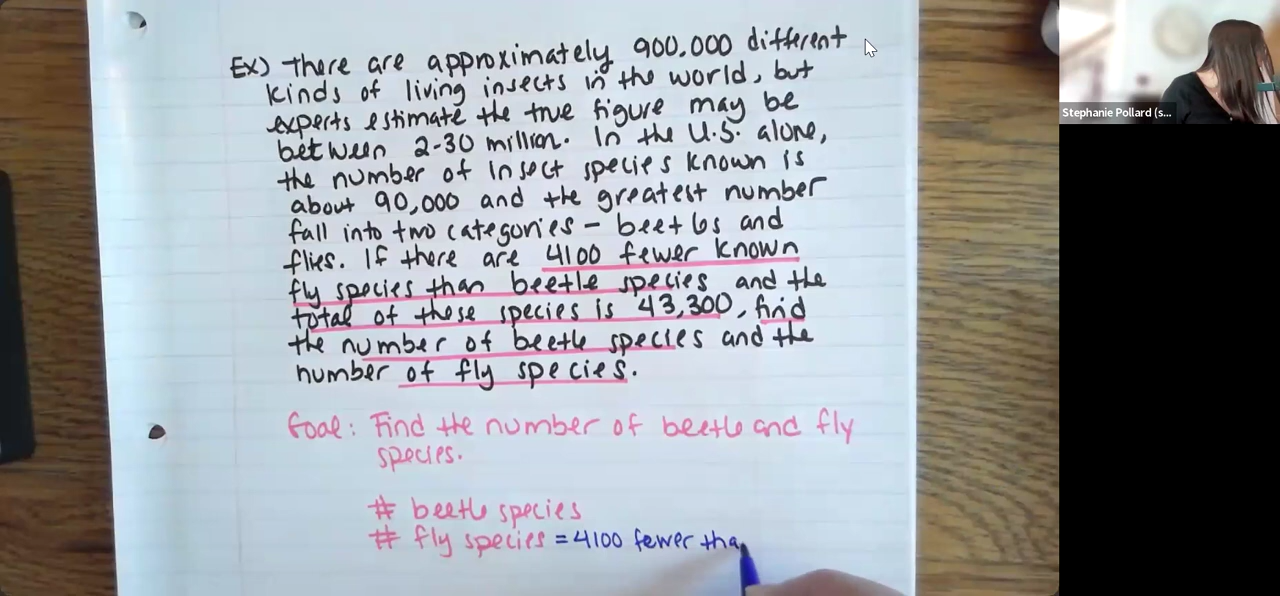 Ex) There are approximately 900,000 different
kinds of living insects in the world, but
experts estimate the true figure may be
between 2-30 million. In the U.S. alone,
the number of insect species known is
about 90,000 and the greatest number
fall into two categories - beetles and
flies. If there are 4100 fewer known
fly species than beetle species and the
total of these species is 43,300, find
the number of beetle species and the
number of fly species.
Goal: Find the number of beetle and fly
species.
# beetle species
# fly species = 4100 fewer tha
Stephanie Pollard (s...